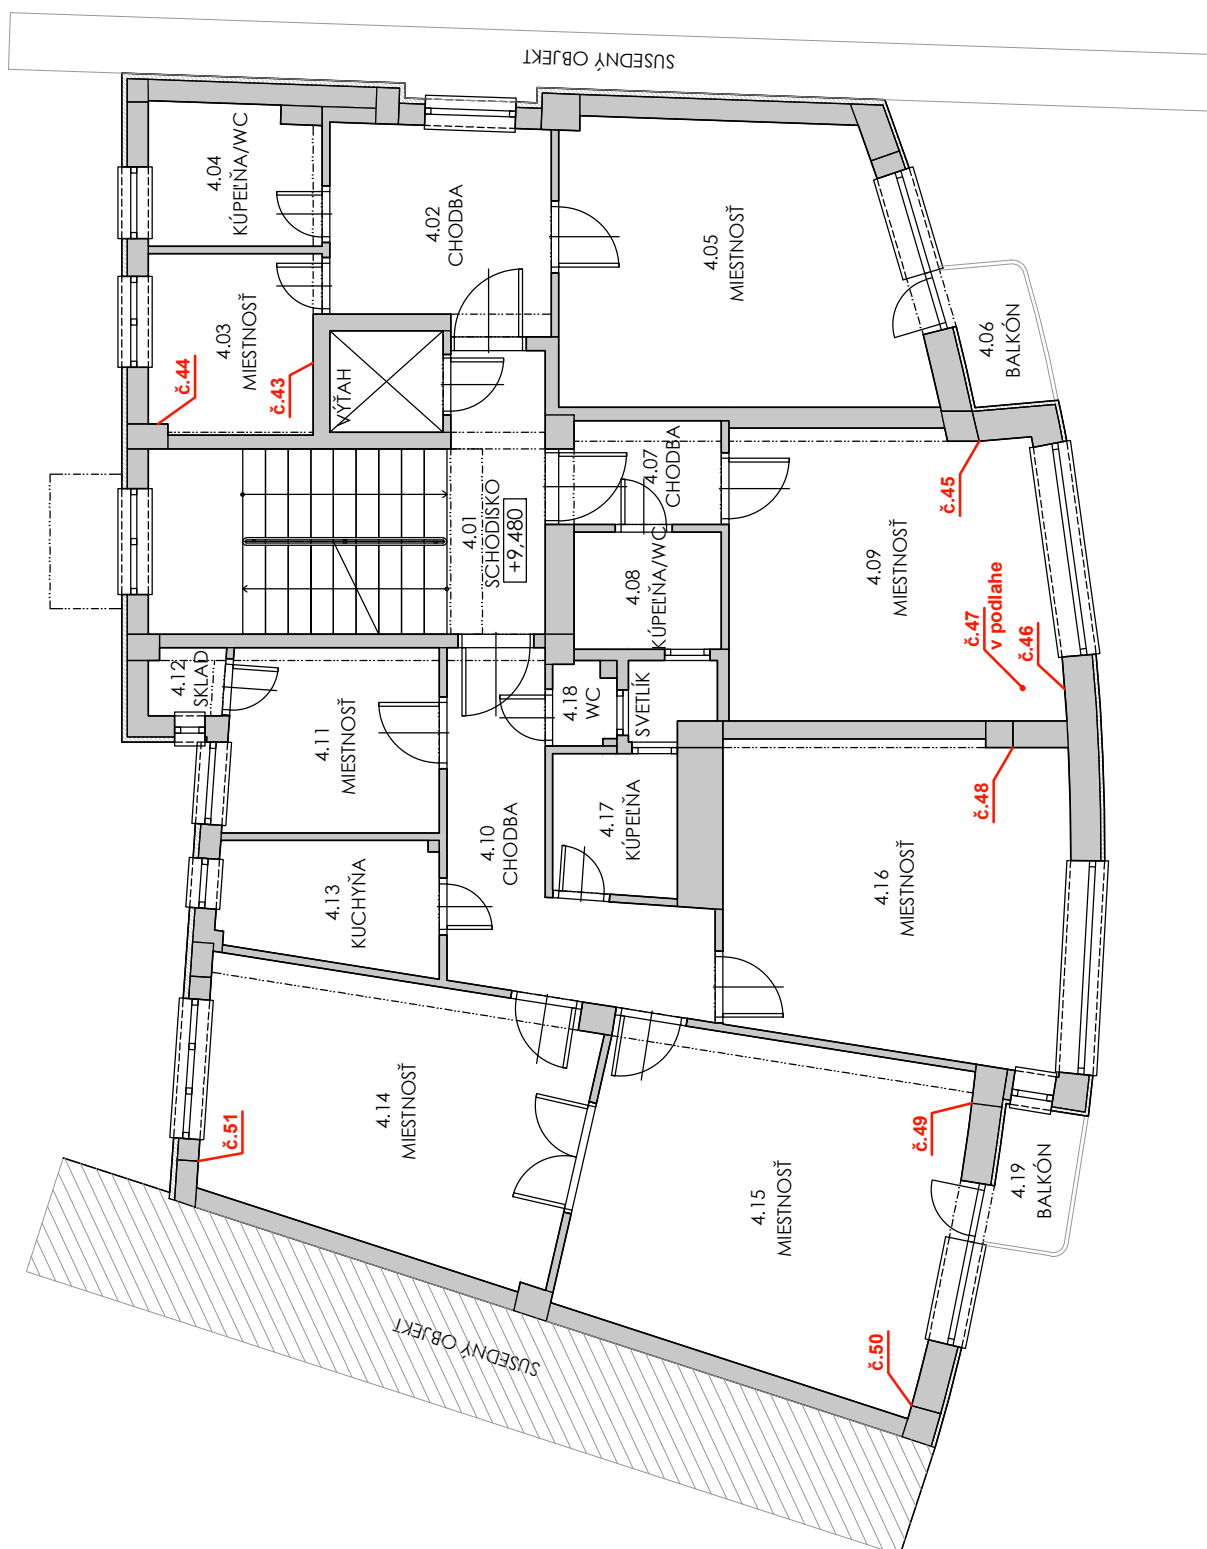 SUSEDNÝ OBJEKT
4.04
KÚPEĽŇA/WC
4.02
CHODBA
4.05
MIESTNOSŤ
4.03
MIESTNOSŤ
4.06
BALKÓN
č.44
č.43
VÝŤAH
4.07
CHODBA
č.45
4.01
SCHODISKO
+9,480
4.08
KÚPEĽŇA/WC
4.09
MIESTNOSŤ
č.47
v podlahe
č.46
4.12
SKLAD
4.18
WC
SVETLÍK
4.11
MIESTNOSŤ
4.17
KÚPEĽŇA
č.48
4.10
CHODBA
4.13
KUCHYŇA
4.16
MIESTNOSŤ
4.14
MIESTNOSŤ
č.51
č.49
4.15
MIESTNOSŤ
4.19
BALKÓN
č.50
SUSEDNÝ OBJEKT